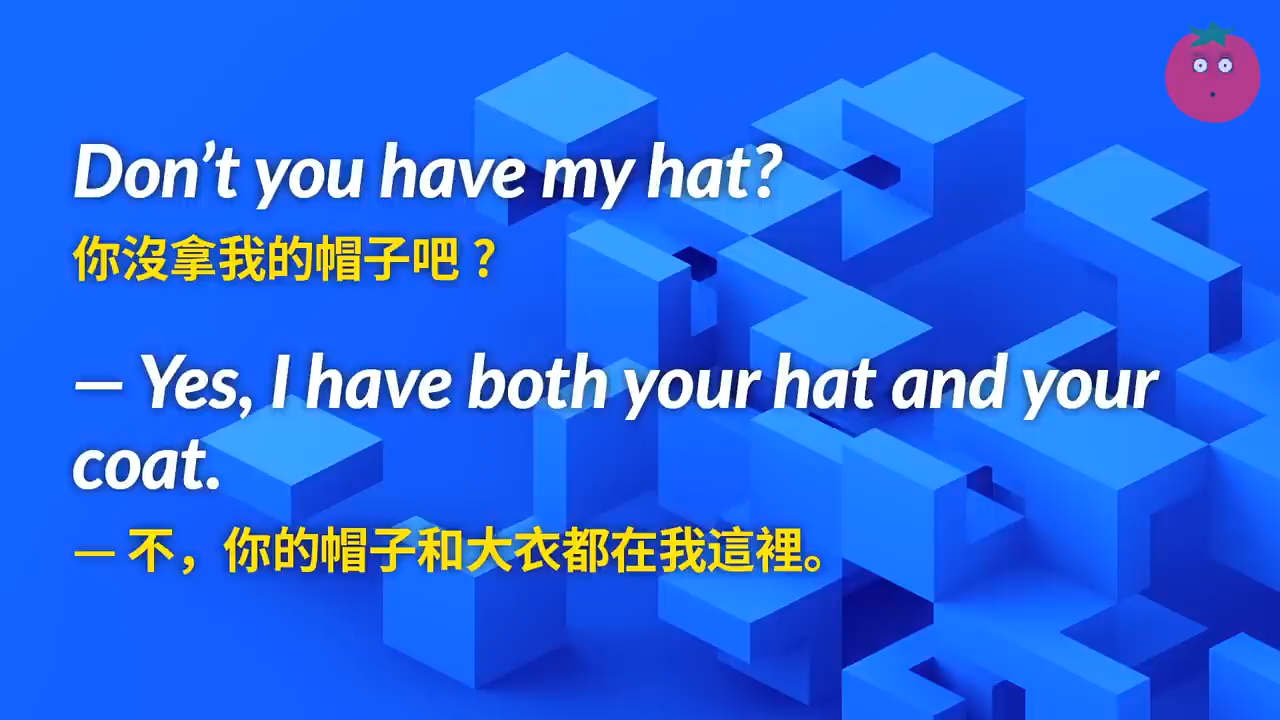 Don’t you have my hat?
你沒拿我的帽子吧？
— Yes, I have both your hat and your
coat.
— 不，你的帽子和大衣都在我這裡。